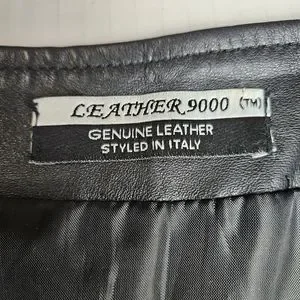 LEATHER 9000 (TM)
GENUINE LEATHER
STYLED IN ITALY